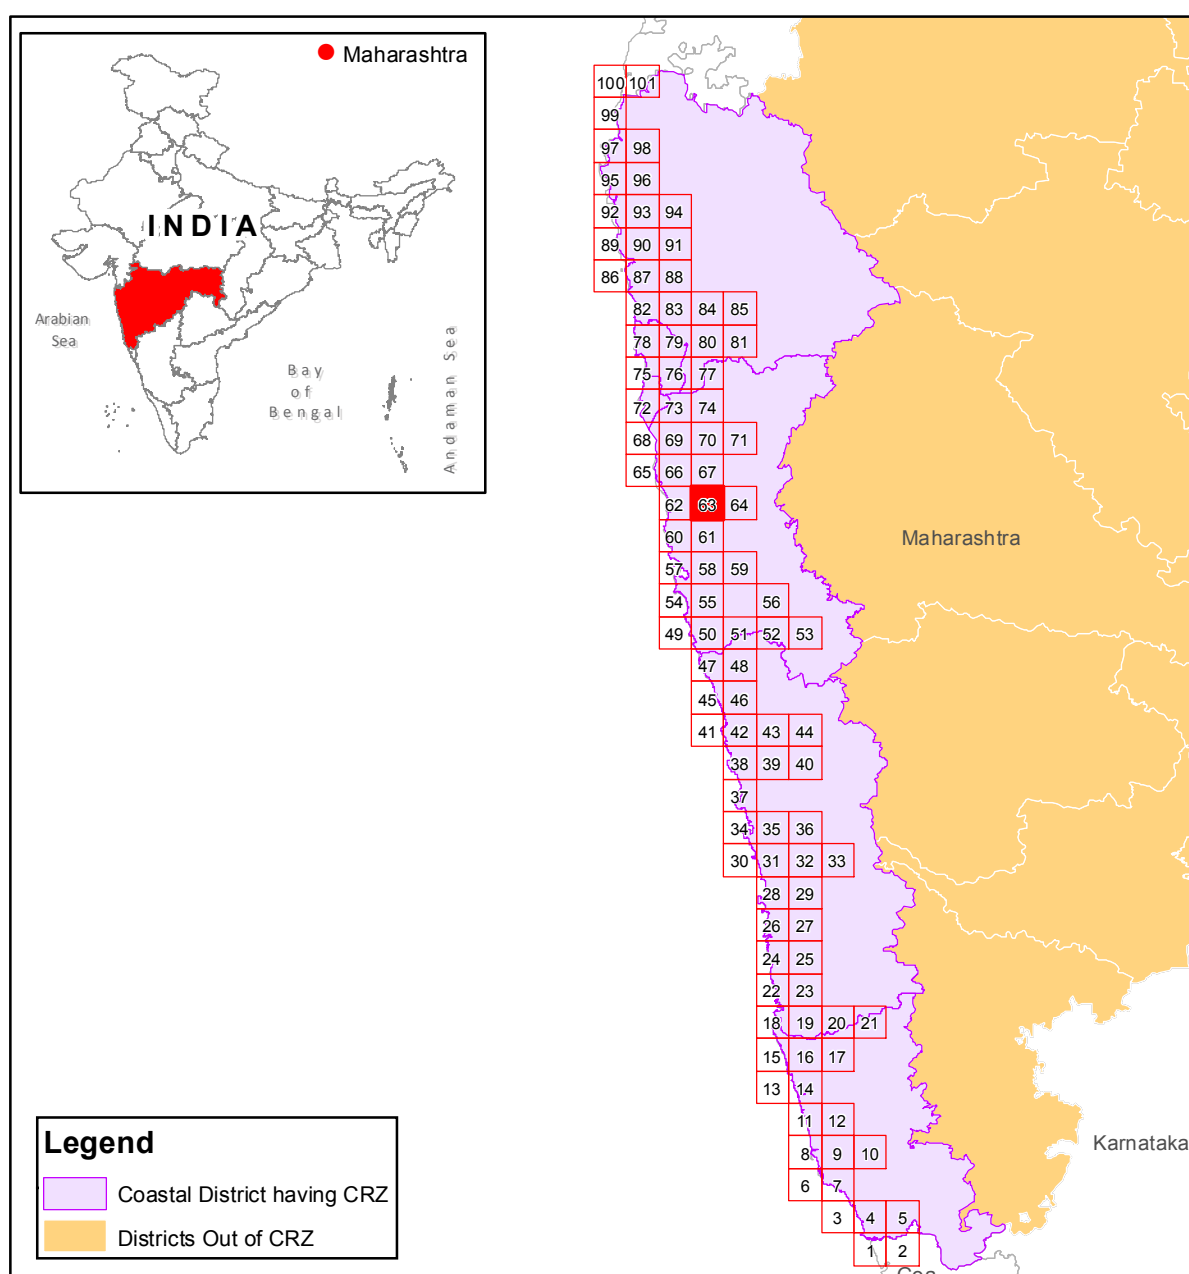 Maharashtra
INDIA
Arabian
Sea
Bay
of
Bengal
Andaman Sea
100 101
99
97 98
95 96
92 93 94
89 90 91
86 87 88
82 83 84 85
78 79 80 81
75 76 77
72 73 74
68 69 70 71
65 66 67
62 63 64
Maharashtra
60 61
57 58 59
54 55 56
49 50 51 52 53
47 48
45 46
41 42 43 44
38 39 40
37
34 35 36
30 31 32 33
28 29
26 27
24 25
22 23
18 19 20 21
15 16 17
13 14
11 12
8 9 10
Karnataka
6 7
3 4 5
1 2
Goa
Legend
Coastal District having CRZ
Districts Out of CRZ